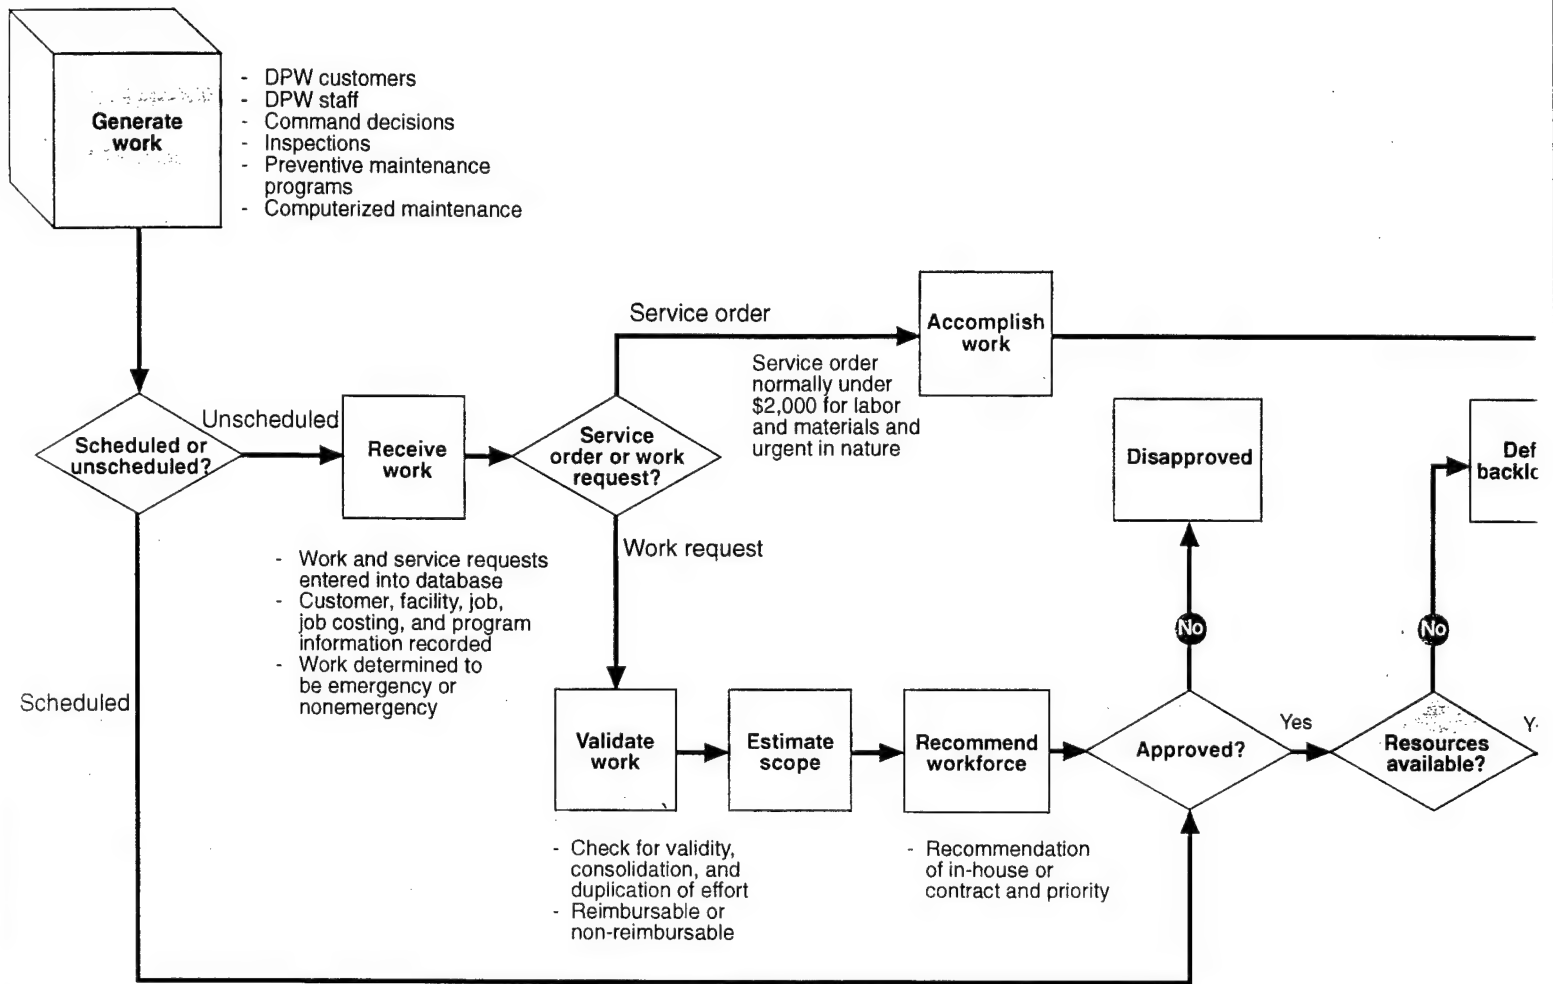 Generate
work
- DPW customers
- DPW staff
- Command decisions
- Inspections
- Preventive maintenance
programs
- Computerized maintenance
Service order
Accomplish
work
Service order
normally under
$2,000 for labor
and materials and
urgent in nature
Scheduled or
unscheduled?
Unscheduled
Receive
work
Service
order or work
request?
Disapproved
Def
backlo
- Work and service requests
entered into database
- Customer, facility, job,
job costing, and program
information recorded
- Work determined to
be emergency or
nonemergency
Work request
No
No
Scheduled
Validate
work
Estimate
scope
Recommend
workforce
Approved?
Yes
Resources
available?
Y
- Check for validity,
consolidation, and
duplication of effort
- Reimbursable or
non-reimbursable
- Recommendation
of in-house or
contract and priority